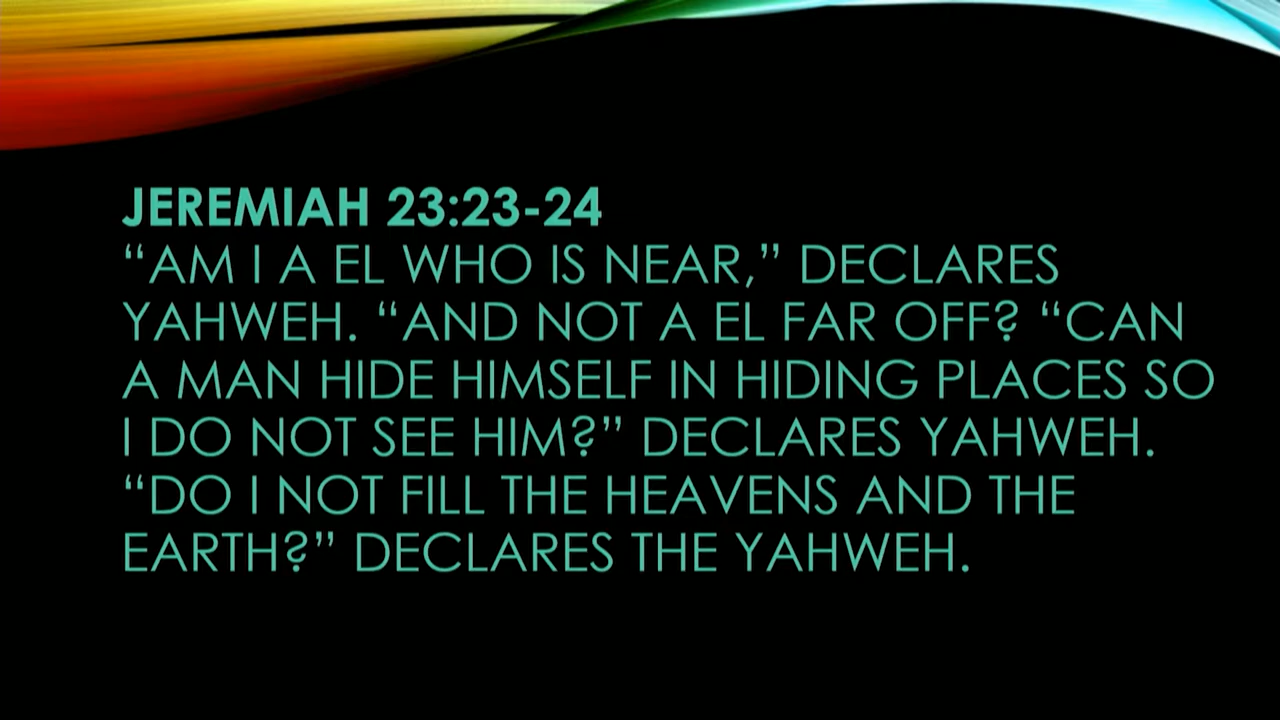 JEREMIAH 23:23-24
“AM I A EL WHO IS NEAR,” DECLARES
YAHWEH. “AND NOT A EL FAR OFF? “CAN
A MAN HIDE HIMSELF IN HIDING PLACES SO
I DO NOT SEE HIM?” DECLARES YAHWEH.
“DO I NOT FILL THE HEAVENS AND THE
EARTH?” DECLARES THE YAHWEH.